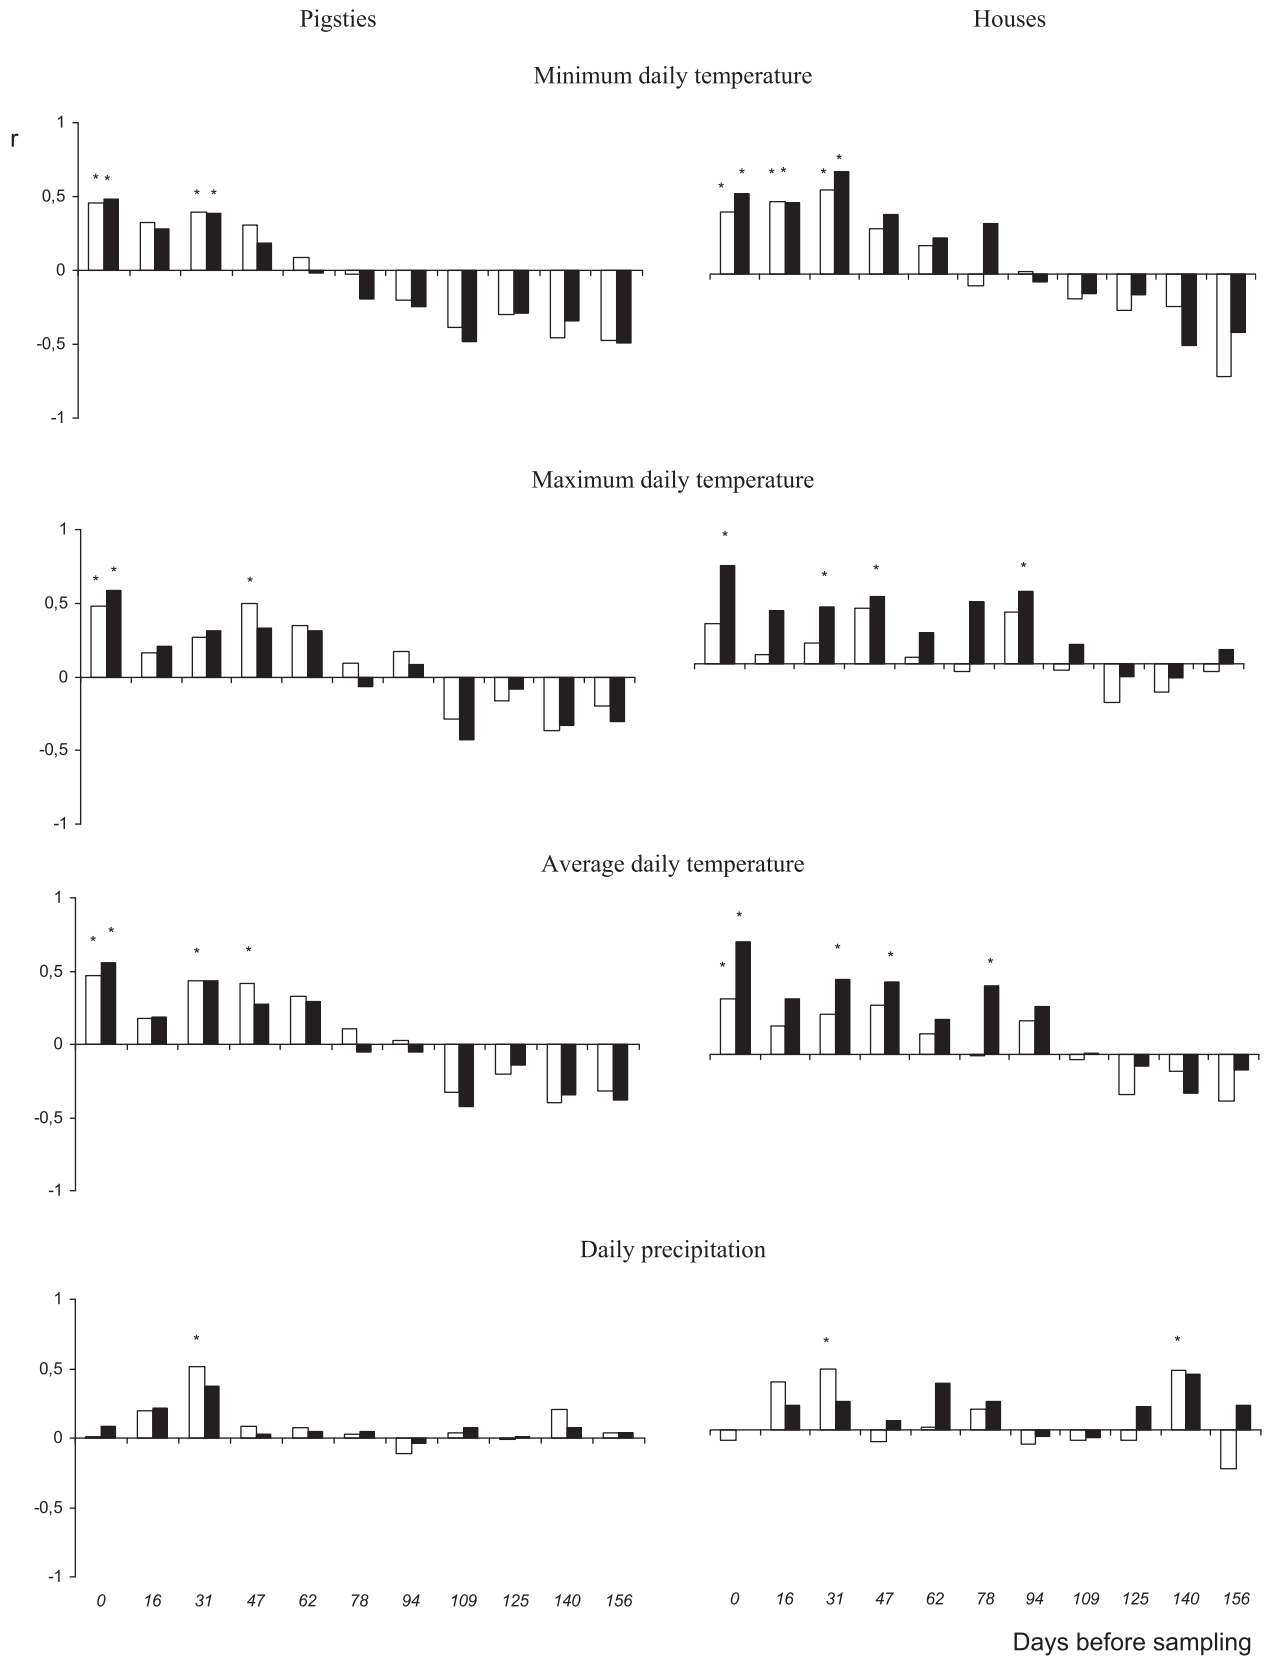 Pigsties Houses
Minimum daily temperature
r
1
* * * * * * * * * *
0,5
0
-0,5
-1
Maximum daily temperature
1
* * * * * * *
0,5
0
-0,5
-1
Average daily temperature
1
* * * * * * * * *
0,5
0
-0,5
-1
Daily precipitation
1
* * *
0,5
0
-0,5
-1
0 16 31 47 62 78 94 109 125 140 156 0 16 31 47 62 78 94 109 125 140 156
Days before sampling